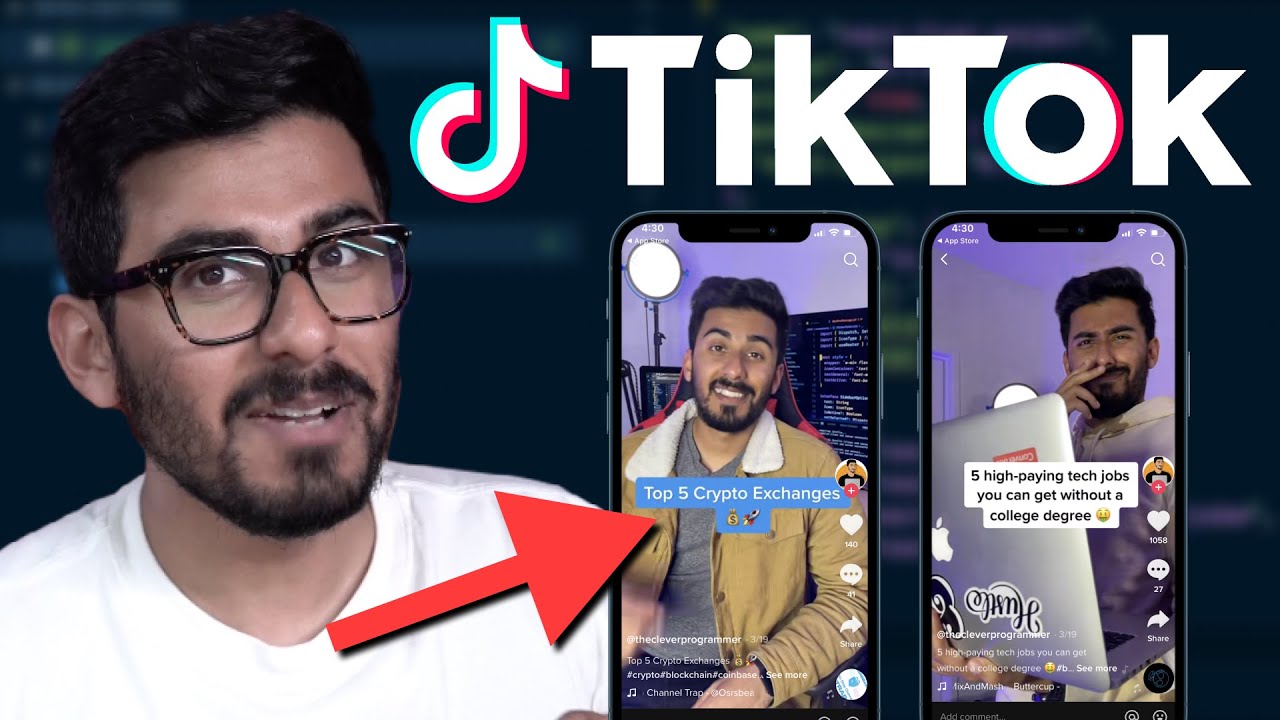 TikTok
4:30
App Store
Top 5 Crypto Exchanges
💰🚀
140
41
Share
@thecleverprogrammer · 3/19
Top 5 Crypto Exchanges 💰🚀
#crypto#blockchain#coinbase... See more
Channel Trap - @Osrsbea
4:30
App Store
5 high-paying tech jobs
you can get without a
college degree 🤑
1058
27
Share
Hustle
@thecleverprogrammer · 3/19
5 high-paying tech jobs you can get
without a college degree 🤑#b... See more
MixAndMash Buttercup -
Add comment...